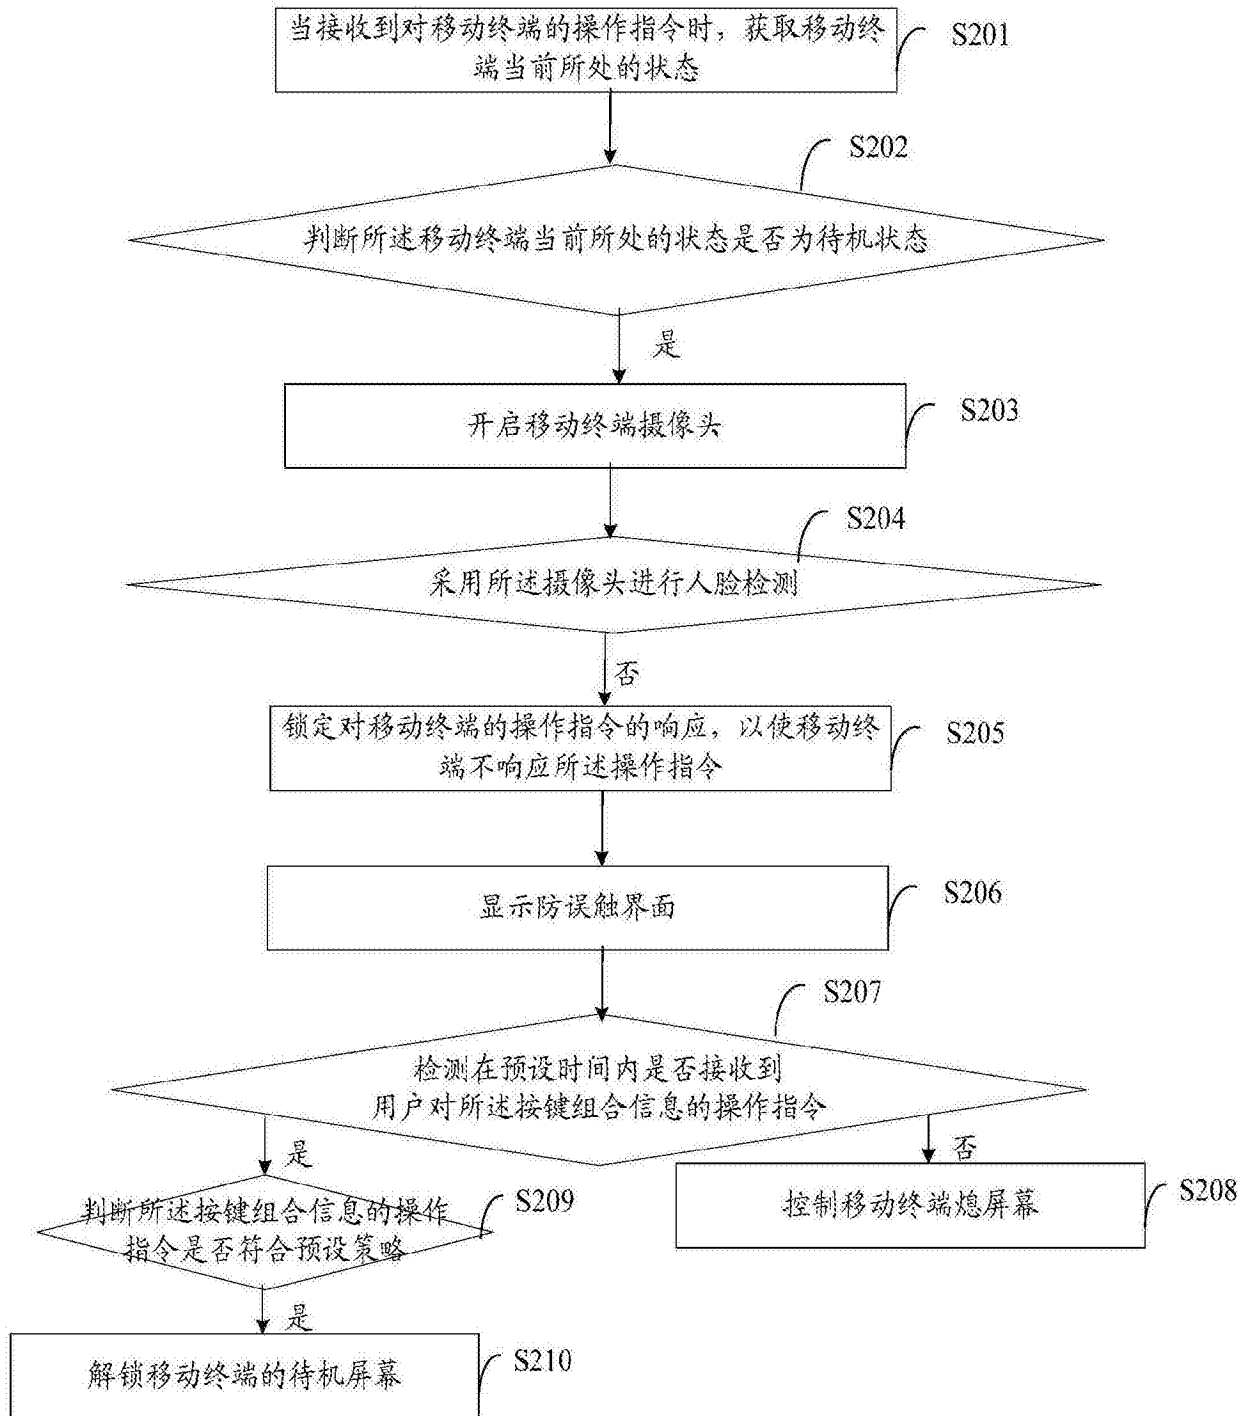 当接收到对移动终端的操作指令时，获取移动终
端当前所处的状态
S201
S202
判断所述移动终端当前所处的状态是否为待机状态
是
开启移动终端摄像头
S203
S204
采用所述摄像头进行人脸检测
否
锁定对移动终端的操作指令的响应，以使移动终
端不响应所述操作指令
S205
显示防误触界面
S206
S207
检测在预设时间内是否接收到
用户对所述按键组合信息的操作指令
是
否
判断所述按键组合信息的操作
指令是否符合预设策略
S209
控制移动终端熄屏幕
S208
是
解锁移动终端的待机屏幕
S210